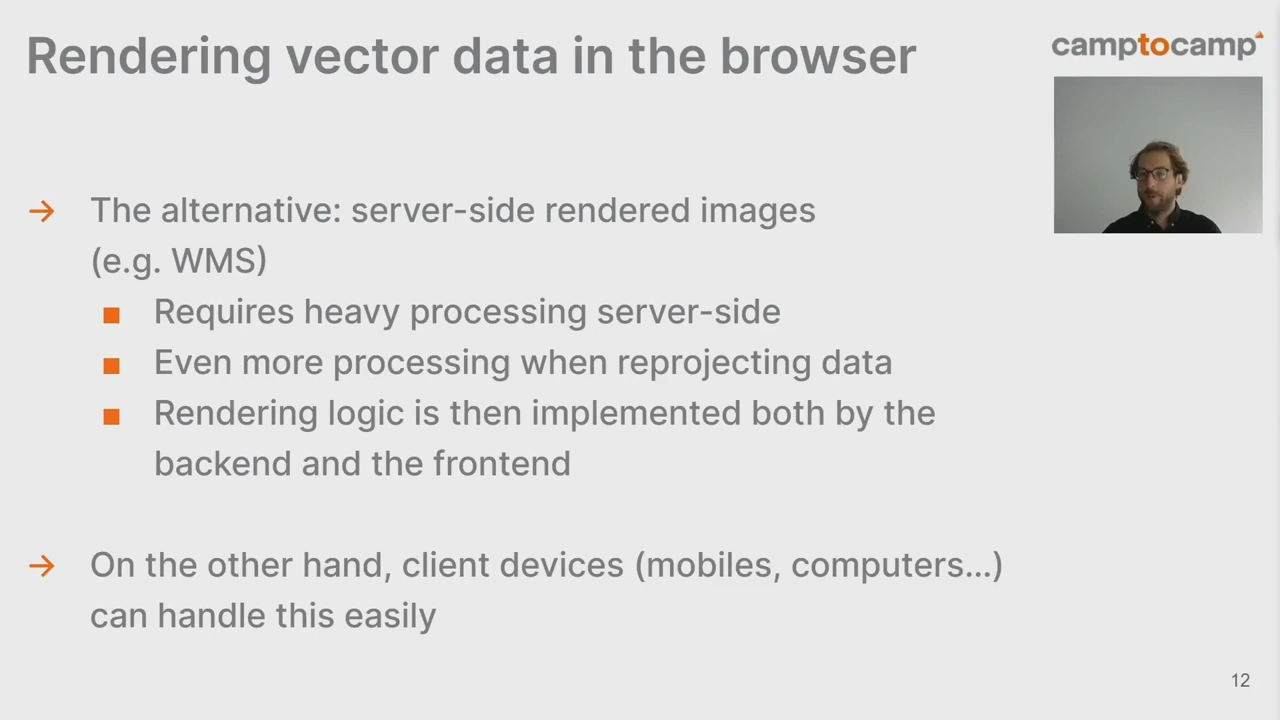 Rendering vector data in the browser
camptocamp
→ The alternative: server-side rendered images
(e.g. WMS)
■ Requires heavy processing server-side
■ Even more processing when reprojecting data
■ Rendering logic is then implemented both by the
backend and the frontend
→ On the other hand, client devices (mobiles, computers...)
can handle this easily
12